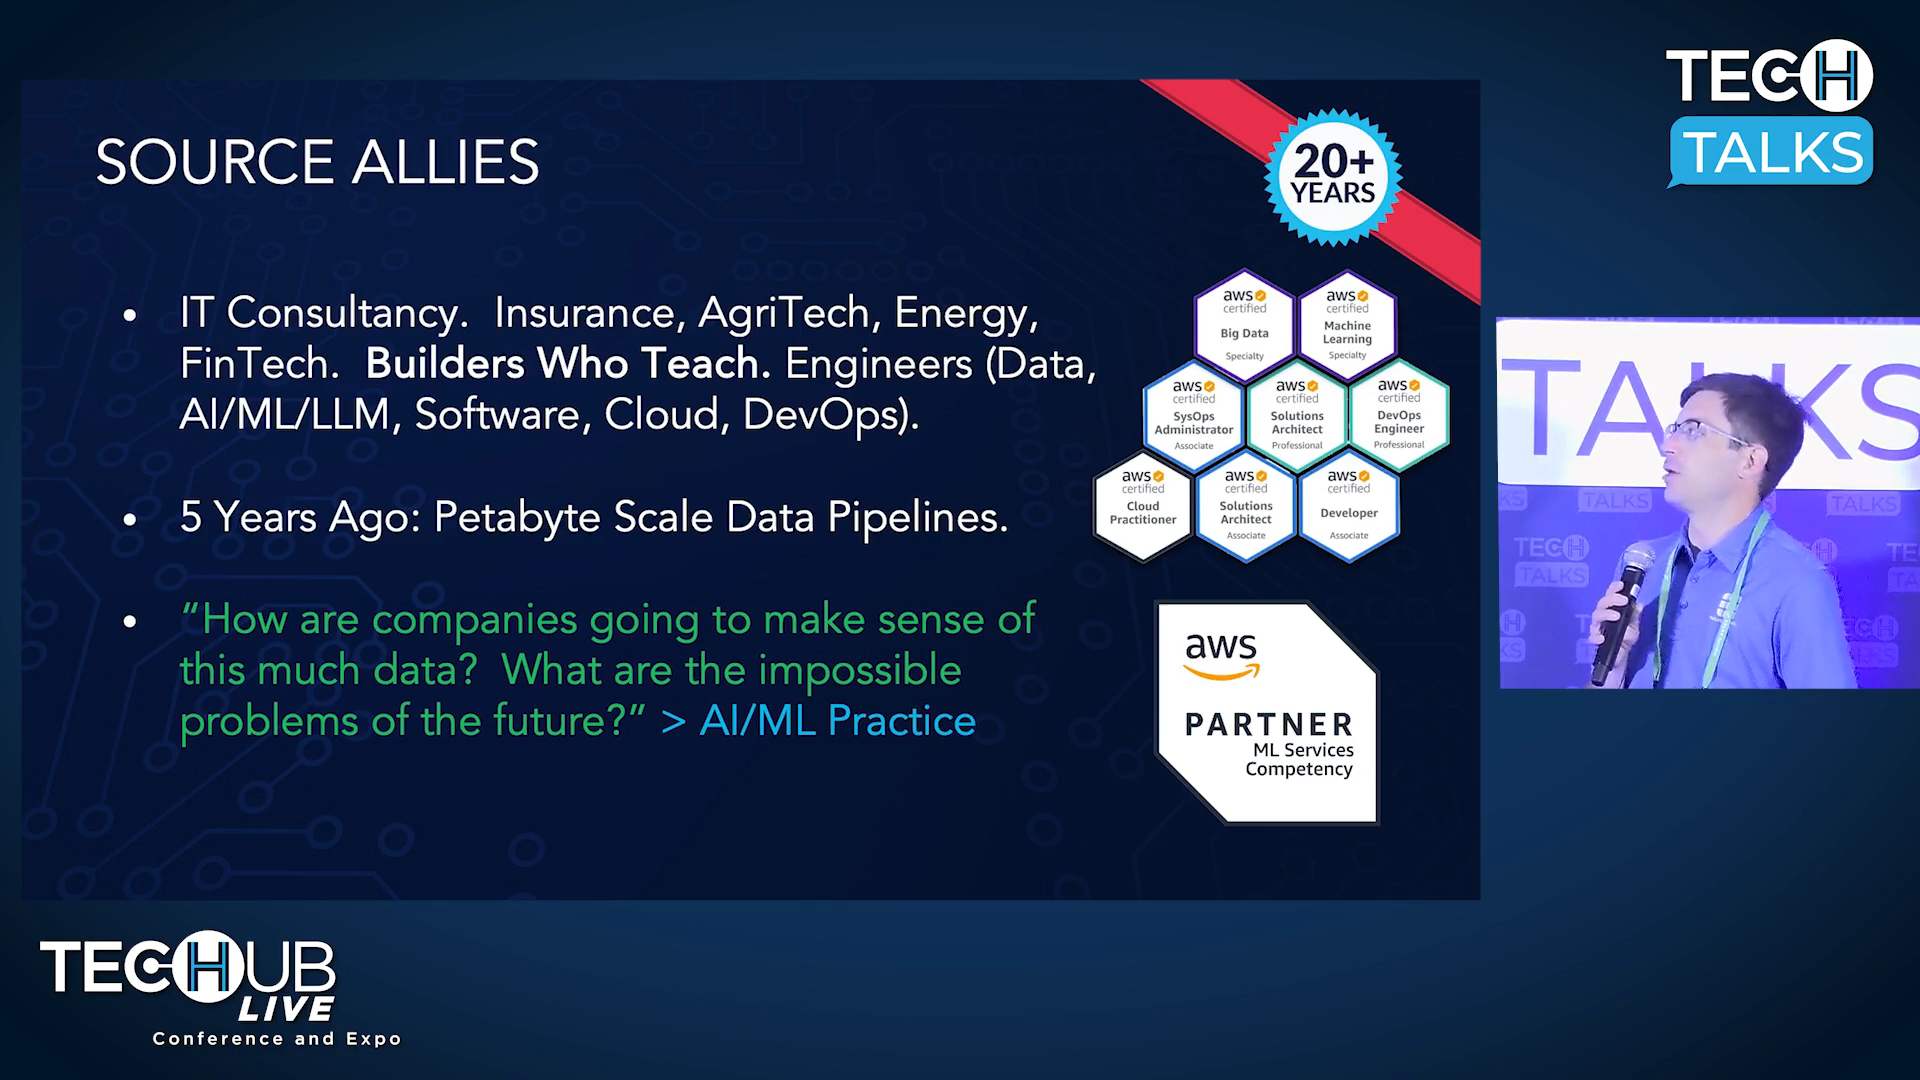 TECH
TALKS
SOURCE ALLIES
20+
YEARS
• IT Consultancy.  Insurance, AgriTech, Energy,
FinTech.  Builders Who Teach. Engineers (Data,
AI/ML/LLM, Software, Cloud, DevOps).
• 5 Years Ago: Petabyte Scale Data Pipelines.
• “How are companies going to make sense of
this much data?  What are the impossible
problems of the future?” > AI/ML Practice
aws
certified
Big Data
Specialty
aws
certified
Machine
Learning
Specialty
aws
certified
SysOps
Administrator
Associate
aws
certified
Solutions
Architect
Professional
aws
certified
DevOps
Engineer
Professional
aws
certified
Cloud
Practitioner
aws
certified
Solutions
Architect
Associate
aws
certified
Developer
Associate
aws
PARTNER
ML Services
Competency
TALKS
TALKS
TALKS
TECH
TALKS
TECHUB
LIVE
Conference and Expo